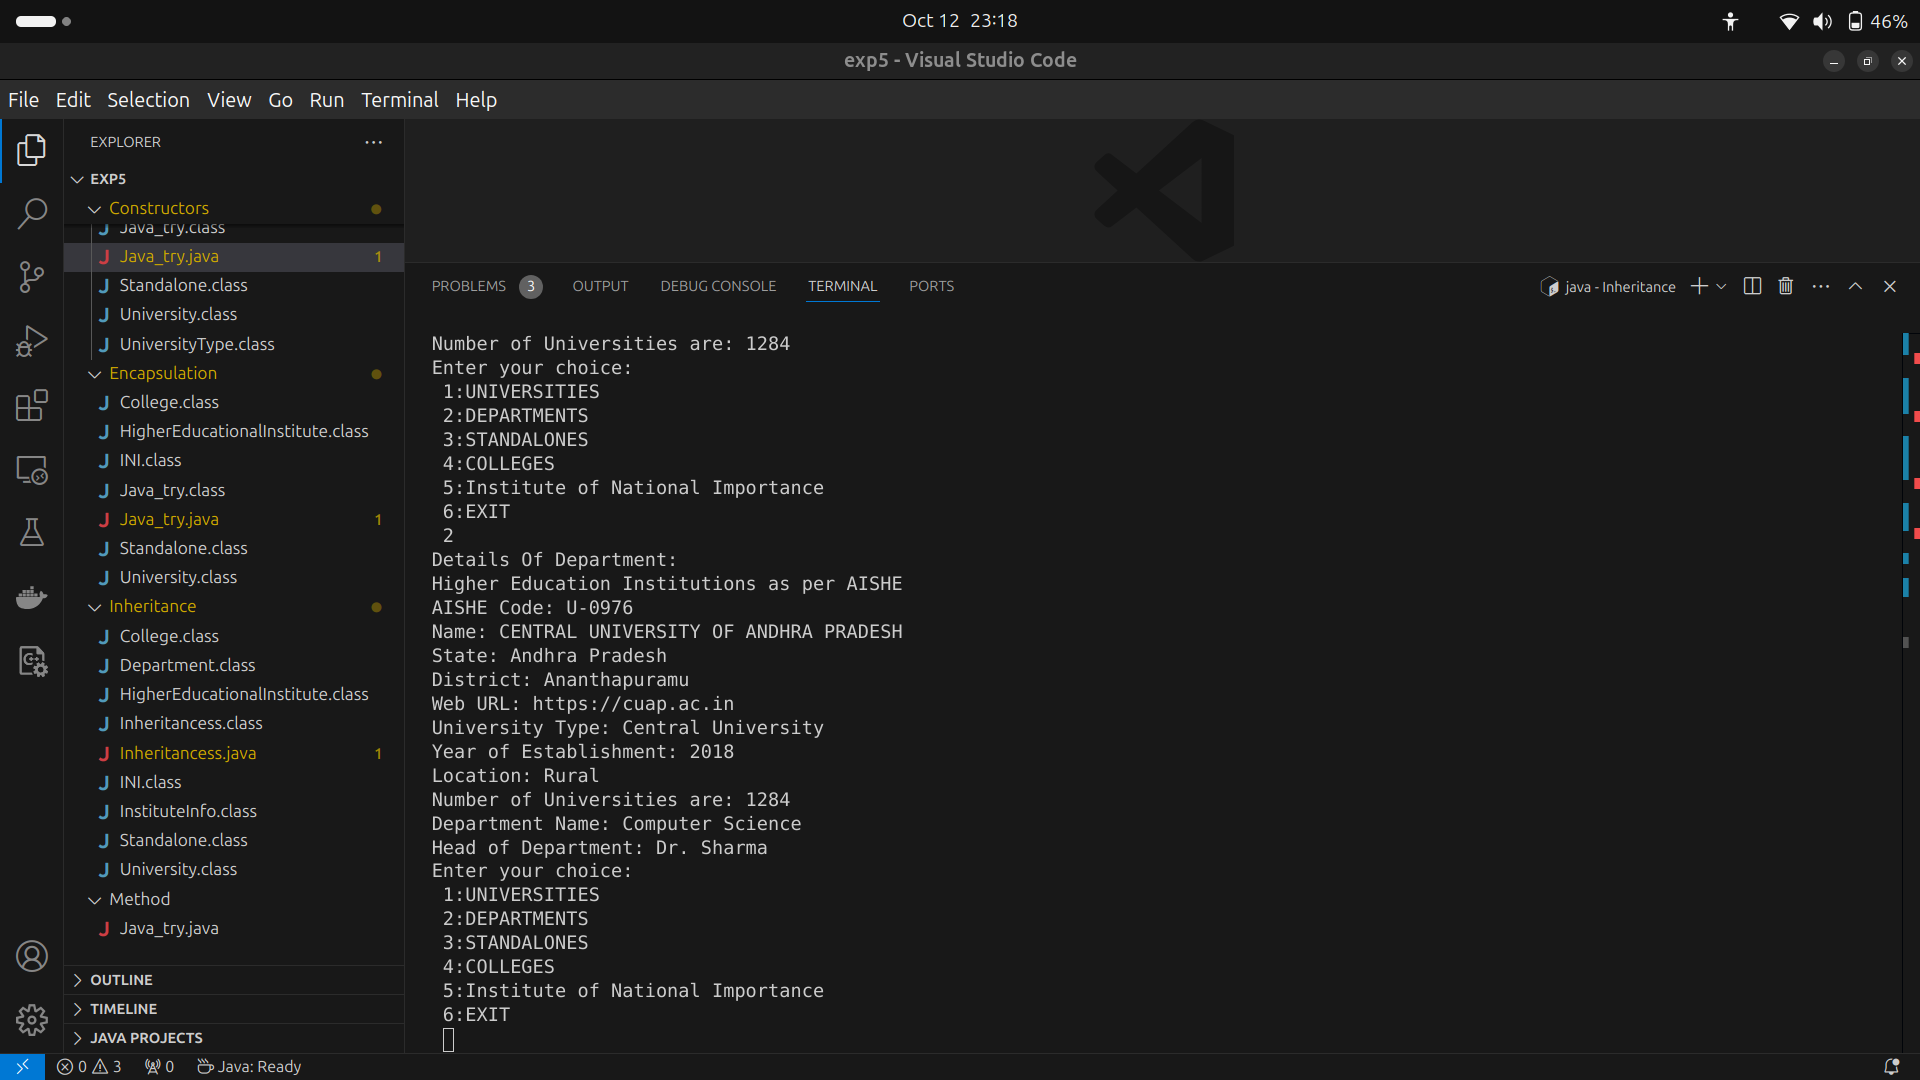 Oct 12 23:18
46%
exp5 - Visual Studio Code
File Edit Selection View Go Run Terminal Help
EXPLORER
EXP5
Constructors
Java_try.class
Java_try.java 1
Standalone.class
University.class
UniversityType.class
Encapsulation
College.class
HigherEducationalInstitute.class
INI.class
Java_try.class
Java_try.java 1
Standalone.class
University.class
Inheritance
College.class
Department.class
HigherEducationalInstitute.class
Inheritancess.class
Inheritancess.java 1
INI.class
InstituteInfo.class
Standalone.class
University.class
Method
Java_try.java
OUTLINE
TIMELINE
JAVA PROJECTS
PROBLEMS 3 OUTPUT DEBUG CONSOLE TERMINAL PORTS
java - Inheritance
Number of Universities are: 1284
Enter your choice:
1:UNIVERSITIES
2:DEPARTMENTS
3:STANDALONES
4:COLLEGES
5:Institute of National Importance
6:EXIT
2
Details Of Department:
Higher Education Institutions as per AISHE
AISHE Code: U-0976
Name: CENTRAL UNIVERSITY OF ANDHRA PRADESH
State: Andhra Pradesh
District: Ananthapuramu
Web URL: https://cuap.ac.in
University Type: Central University
Year of Establishment: 2018
Location: Rural
Number of Universities are: 1284
Department Name: Computer Science
Head of Department: Dr. Sharma
Enter your choice:
1:UNIVERSITIES
2:DEPARTMENTS
3:STANDALONES
4:COLLEGES
5:Institute of National Importance
6:EXIT
0 3 0 Java: Ready